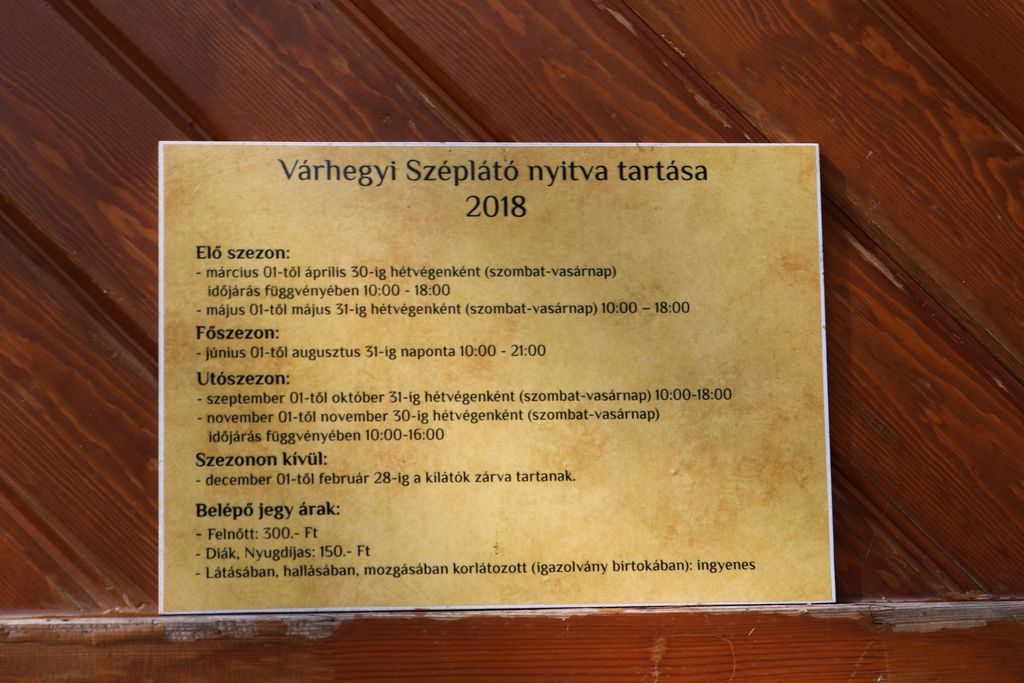 Várhegyi Széplátó nyitva tartása
2018
Elő szezon:
- március 01-től április 30-ig hétvégenként (szombat-vasárnap)
időjárás függvényében 10:00 - 18:00
- május 01-től május 31-ig hétvégenként (szombat-vasárnap) 10:00 – 18:00
Főszezon:
- június 01-től augusztus 31-ig naponta 10:00 - 21:00
Utószezon:
- szeptember 01-től október 31-ig hétvégenként (szombat-vasárnap) 10:00-18:00
- november 01-től november 30-ig hétvégenként (szombat-vasárnap)
időjárás függvényében 10:00-16:00
Szezonon kívül:
- december 01-től február 28-ig a kilátók zárva tartanak.
Belépő jegy árak:
- Felnőtt: 300.- Ft
- Diák, Nyugdíjas: 150.- Ft
- Látásában, hallásában, mozgásában korlátozott (igazolvány birtokában): ingyenes